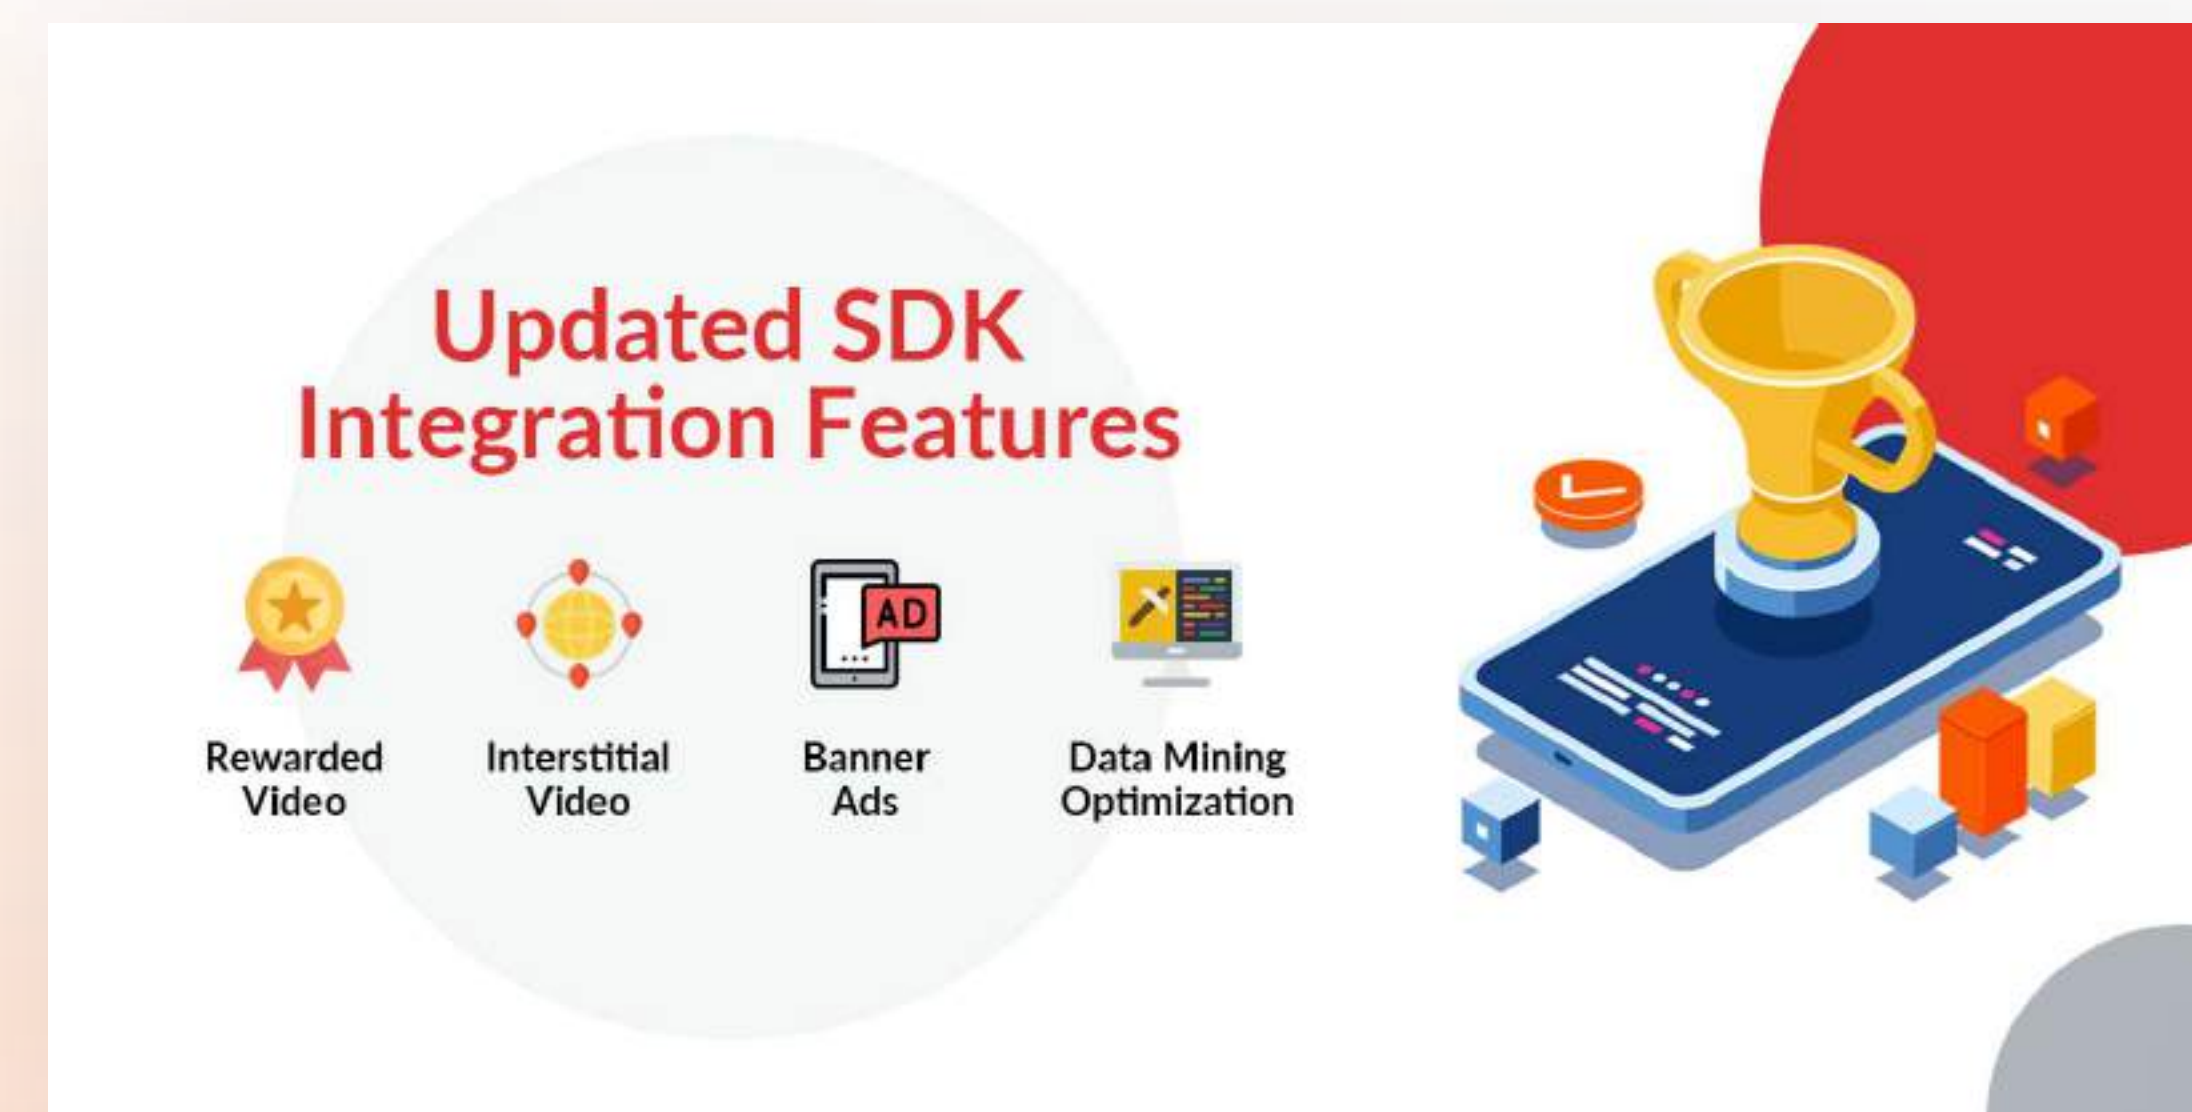 Updated SDK
Integration Features
AD
Rewarded
Video
Interstitial
Video
Banner
Ads
Data Mining
Optimization